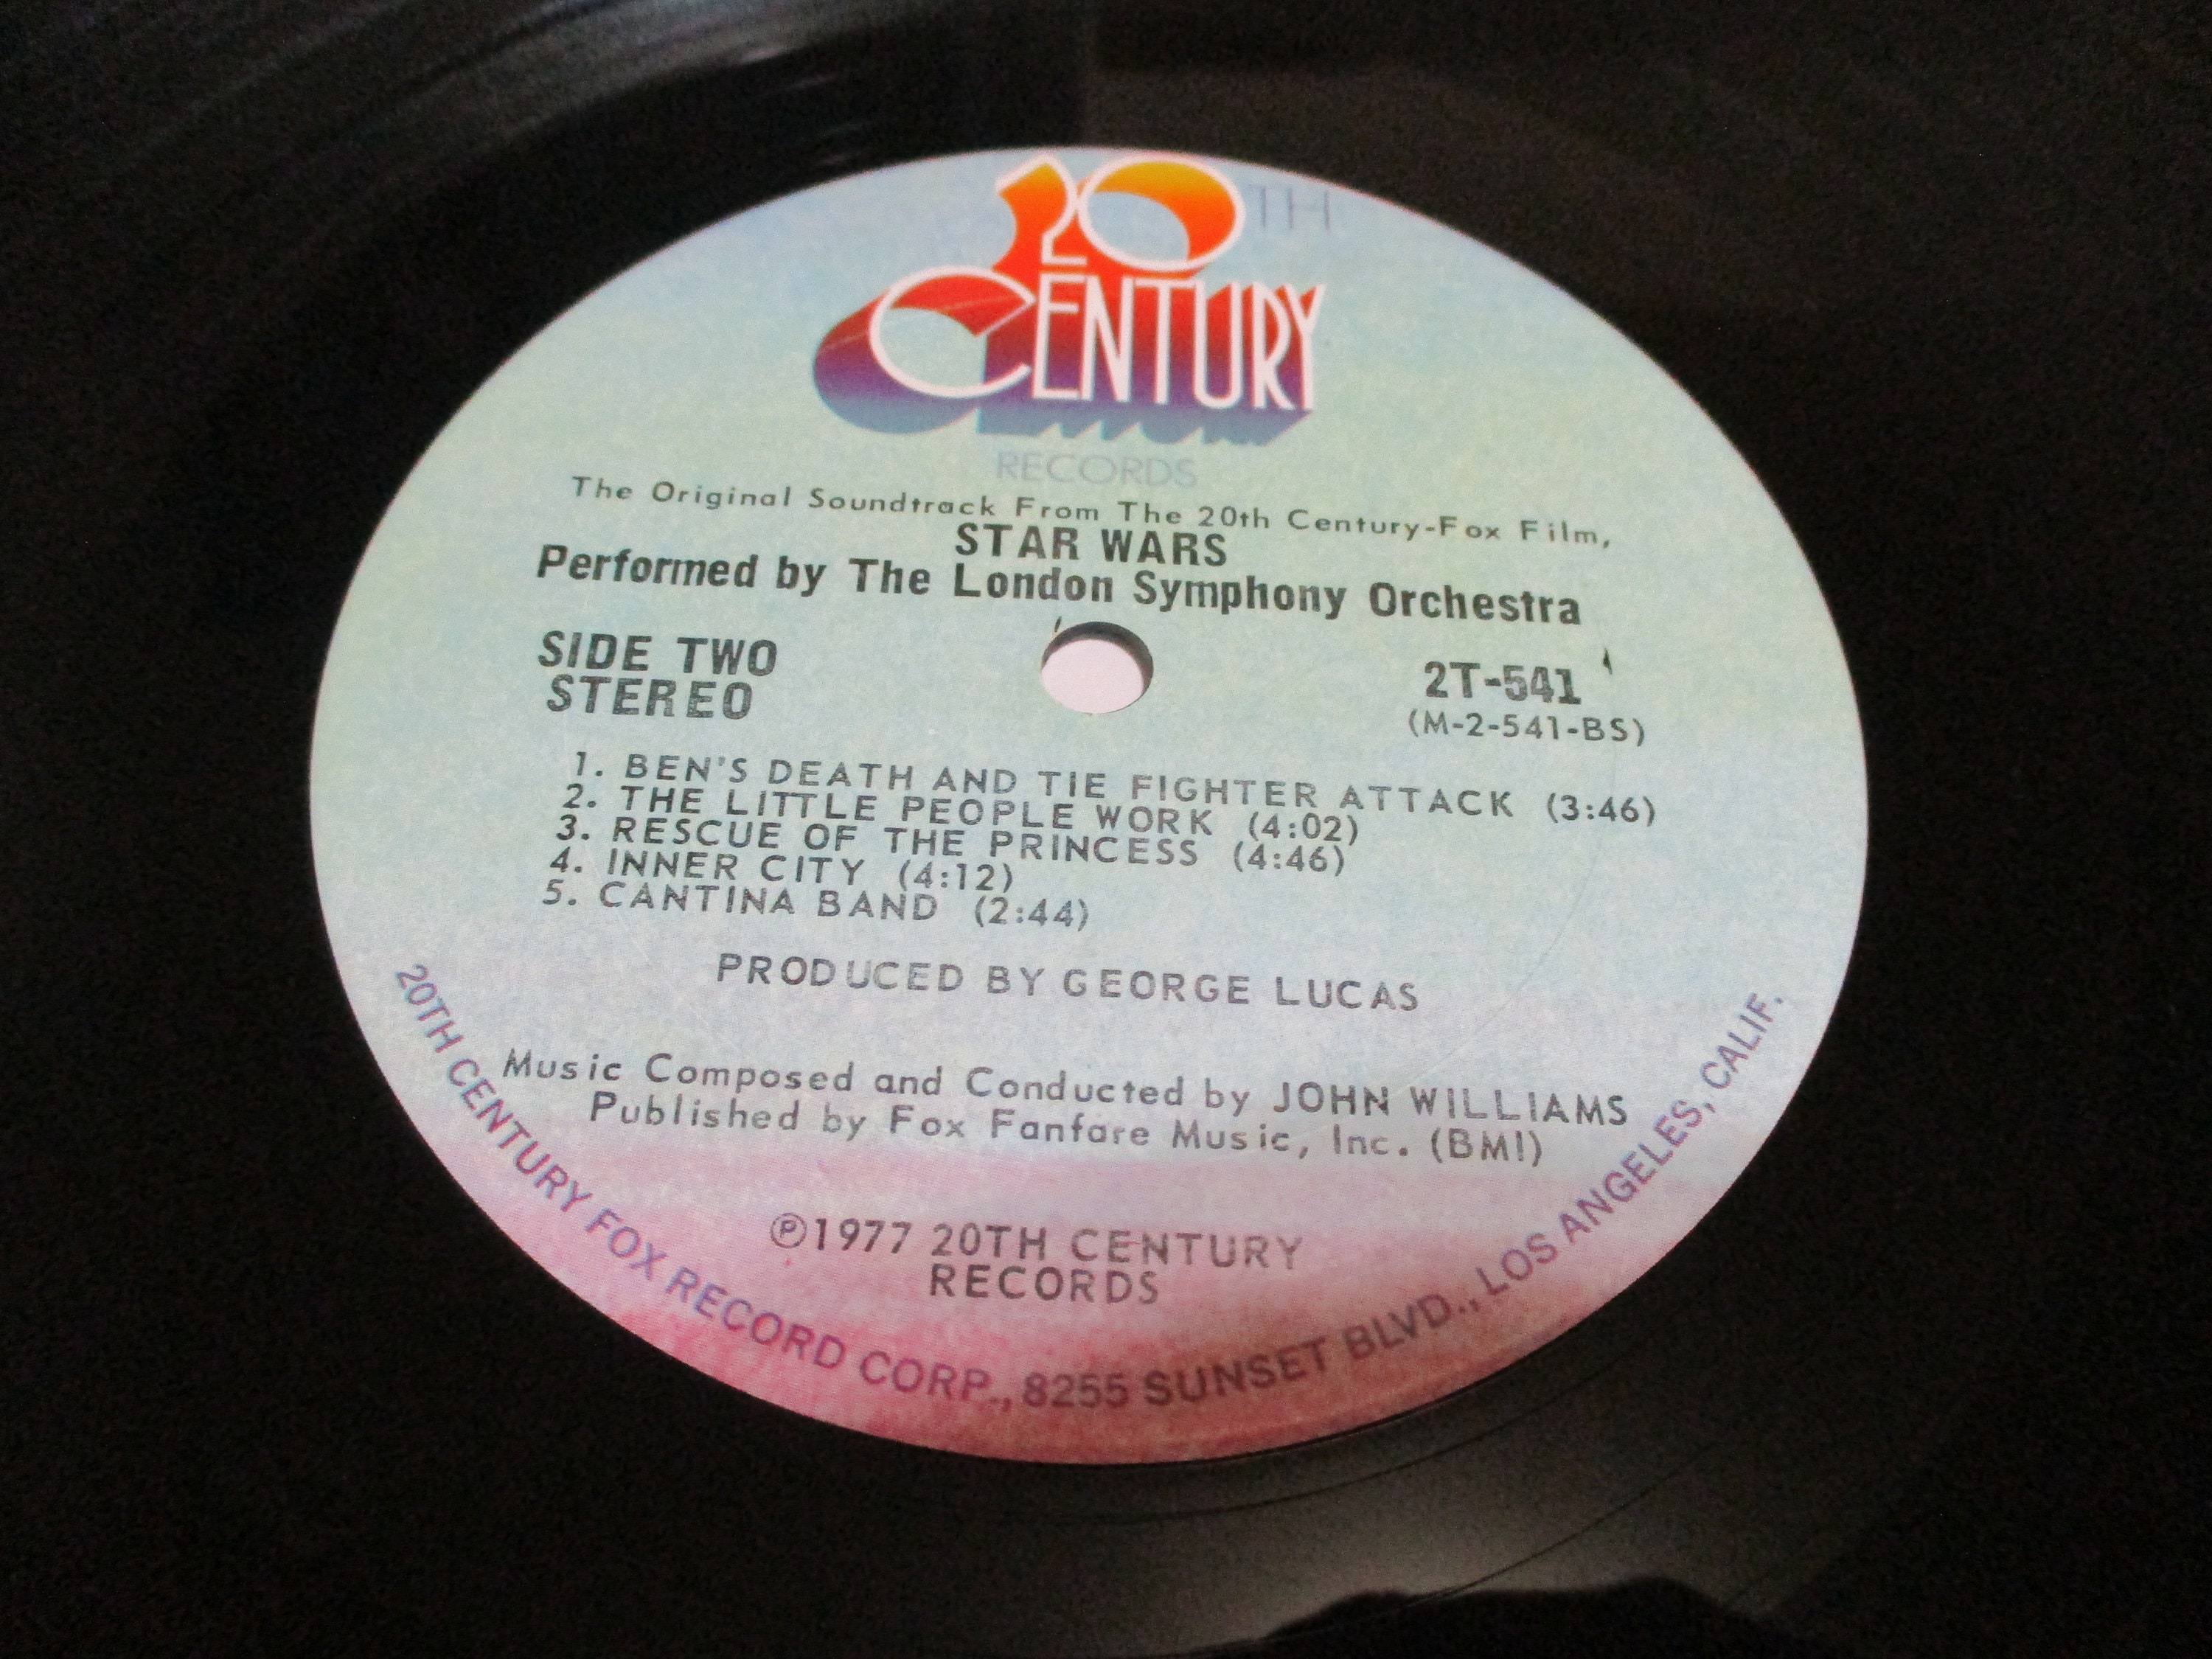 20TH
CENTURY
RECORDS
The Original Soundtrack From The 20th Century-Fox Film,
STAR WARS
Performed by The London Symphony Orchestra
SIDE TWO
STEREO
2T-541
(M-2-541-BS)
1. BEN'S DEATH AND TIE FIGHTER ATTACK (3:46)
2. THE LITTLE PEOPLE WORK (4:02)
3. RESCUE OF THE PRINCESS (4:46)
4. INNER CITY (4:12)
5. CANTINA BAND (2:44)
PRODUCED BY GEORGE LUCAS
Music Composed and Conducted by JOHN WILLIAMS
Published by Fox Fanfare Music, Inc. (BMI)
℗1977 20TH CENTURY
RECORDS
20TH CENTURY FOX RECORD CORP., 8255 SUNSET BLVD., LOS ANGELES, CALIF.